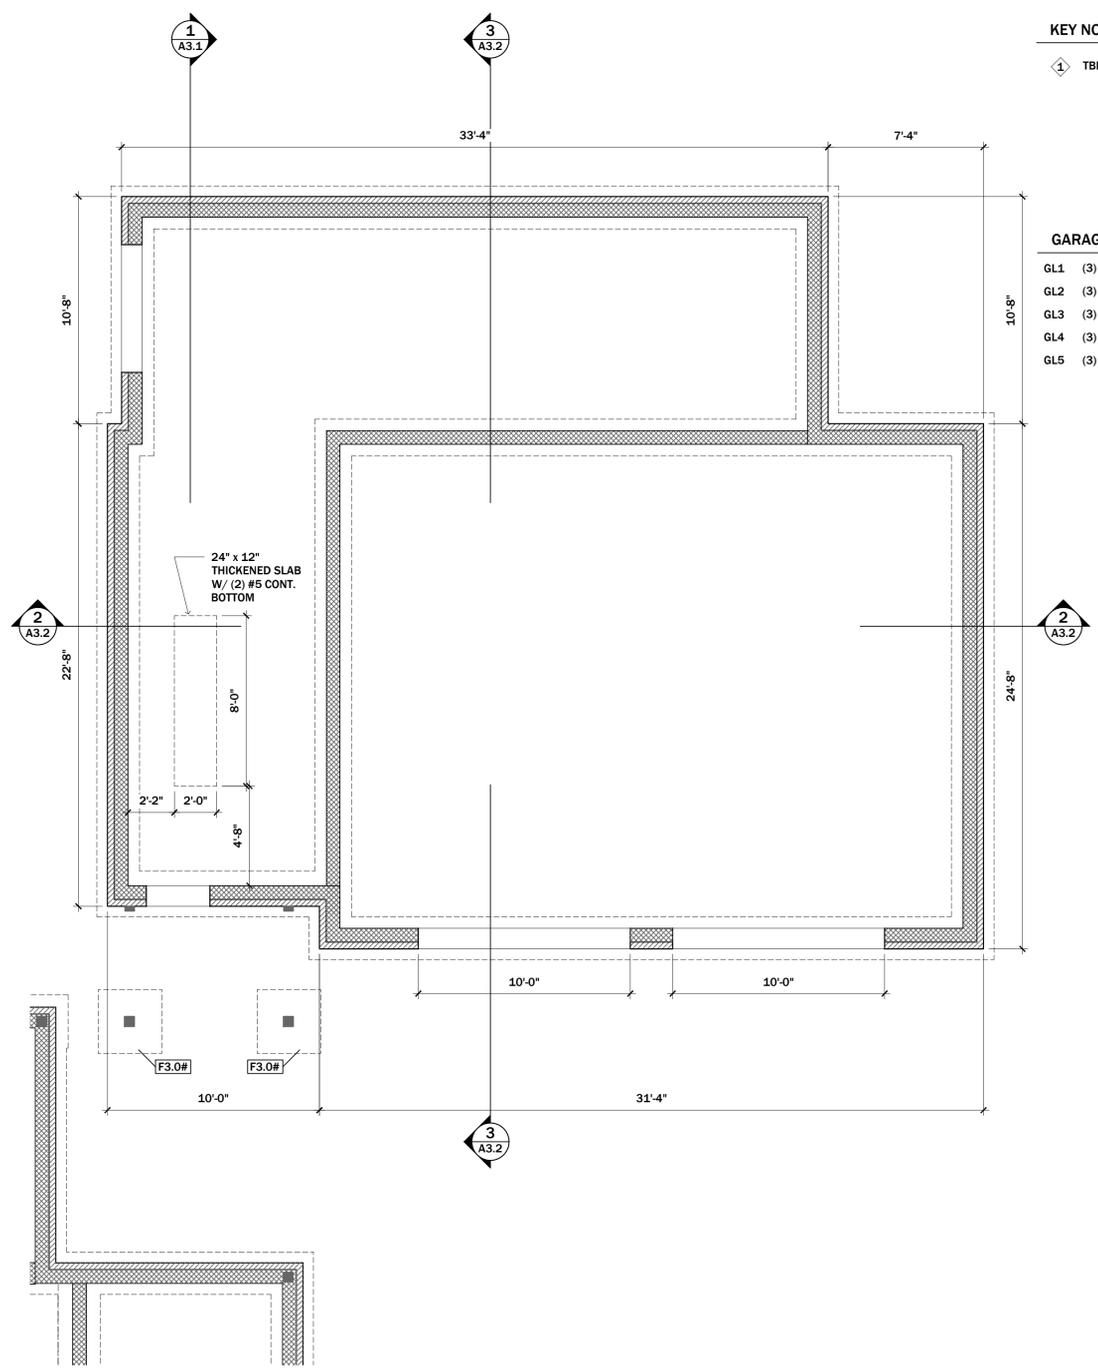 1
A3.1
3
A3.2
KEY NO
1
33'-4"
7'-4"
10'-8"
10'-8"
GARAG
GL1 (3)
GL2 (3)
GL3 (3)
GL4 (3)
GL5 (3)
24" x 12"
THICKENED SLAB
W/ (2) #5 CONT.
BOTTOM
2
A3.2
2
A3.2
22'-8"
8'-0"
24'-8"
2'-2"
2'-0"
4'-8"
10'-0"
10'-0"
F3.0#
F3.0#
10'-0"
31'-4"
3
A3.2